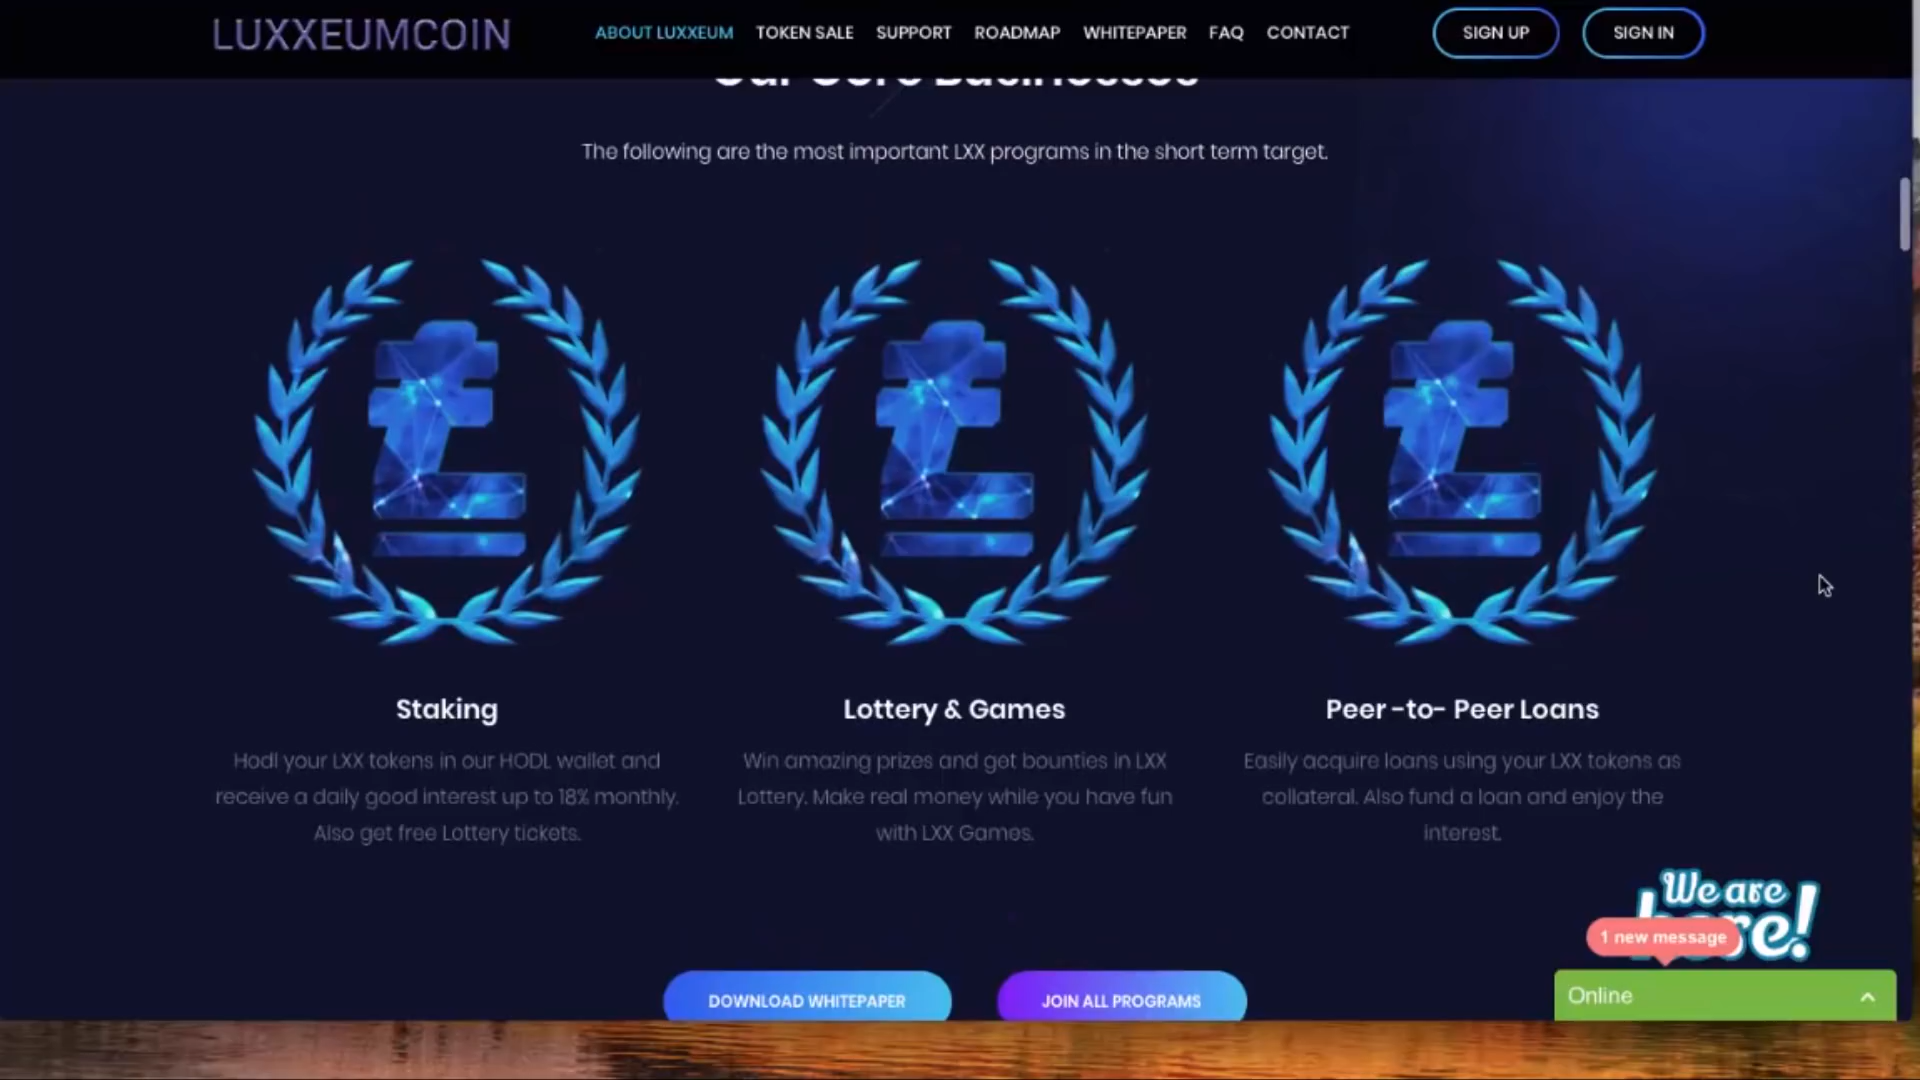 LUXXEUMCOIN
ABOUT LUXXEUM TOKEN SALE SUPPORT ROADMAP WHITEPAPER FAQ CONTACT SIGN UP SIGN IN
Our Core Businesses
The following are the most important LXX programs in the short term target.
Staking
Hodl your LXX tokens in our HODL wallet and
receive a daily good interest up to 18% monthly.
Also get free Lottery tickets.
Lottery & Games
Win amazing prizes and get bounties in LXX
Lottery. Make real money while you have fun
with LXX Games.
Peer -to- Peer Loans
Easily acquire loans using your LXX tokens as
collateral. Also fund a loan and enjoy the
interest.
DOWNLOAD WHITEPAPER
JOIN ALL PROGRAMS
We are
here!
1 new message
Online